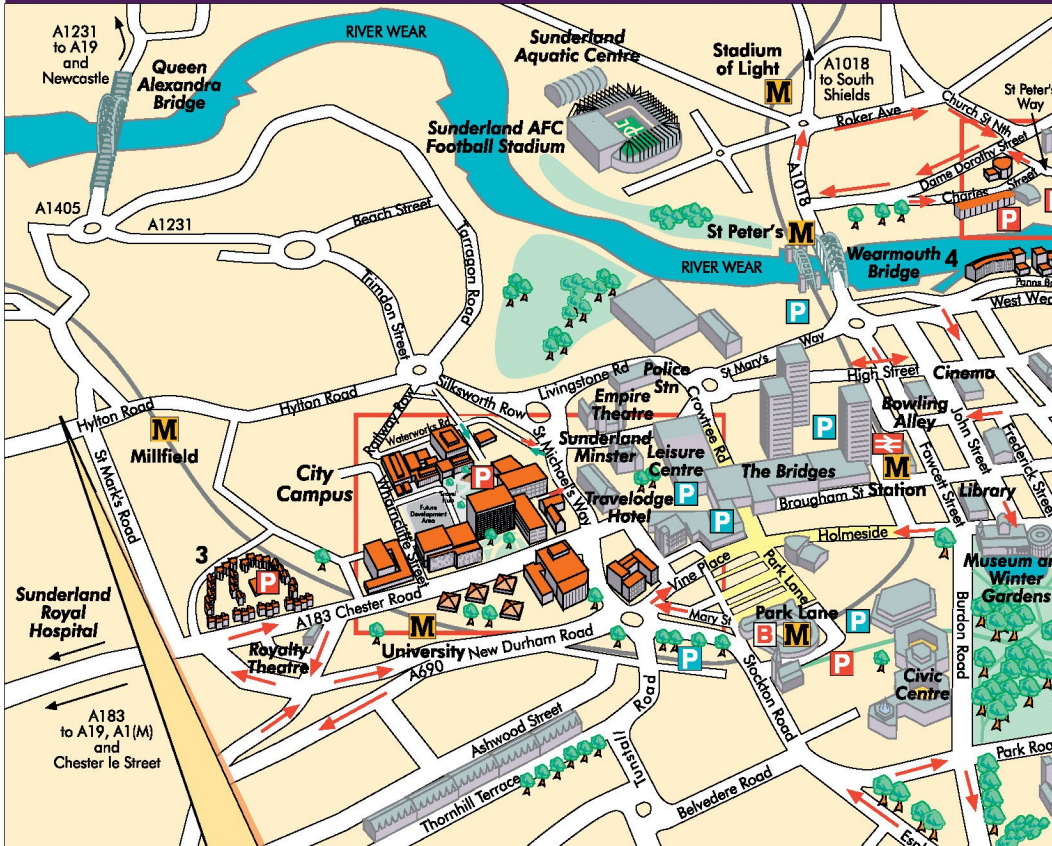 A1231
to A19
and
Newcastle
Queen
Alexandra
Bridge
RIVER WEAR
Sunderland
Aquatic Centre
Stadium
of Light
M
A1018
to South
Shields
St Peter's
Way
Church St Nth
Roker Ave
Sunderland AFC
Football Stadium
Dame Dorothy Street
Charles Street
P
A1018
A1405
A1231
Beach Street
Tarragon Road
Trimdon Street
St Peter's
M
RIVER WEAR
Wearmouth
Bridge
4
Panns
West
P
St Mary's Way
High Street
Cinema
Livingstone Rd
Police
Stn
Empire
Theatre
Crowtree Rd
Bowling
Alley
John Street
Frederick Street
Fawcett Street
Hylton Road
Hylton Road
Silksworth Row
Railway Row
Waterworks Rd
M
Millfield
St Mark's Road
City
Campus
P
St Michael's Way
Sunderland
Minster
Leisure
Centre
P
The Bridges
P
M
Station
Braugham St
Library
Travelodge
Hotel
P
Future
Development
Area
Wharncliffe Street
Holmeside
Museum
Winter
Gardens
3
P
Sunderland
Royal
Hospital
A183 Chester Road
Vine Place
Park Lane
Mary St
Park Lane
B
M
P
P
P
Burdon Road
Civic
Centre
Royalty
Theatre
M
University
New Durham Road
A690
Stockton Road
A183
to A19, A1(M)
and
Chester le Street
Ashwood Street
Thornhill Terrace
Tunstall Road
Belvedere Road
Park